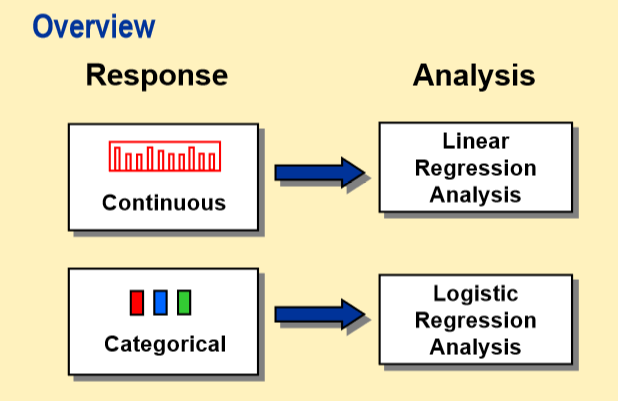 Overview
Response
Analysis
Continuous
Linear
Regression
Analysis
Categorical
Logistic
Regression
Analysis